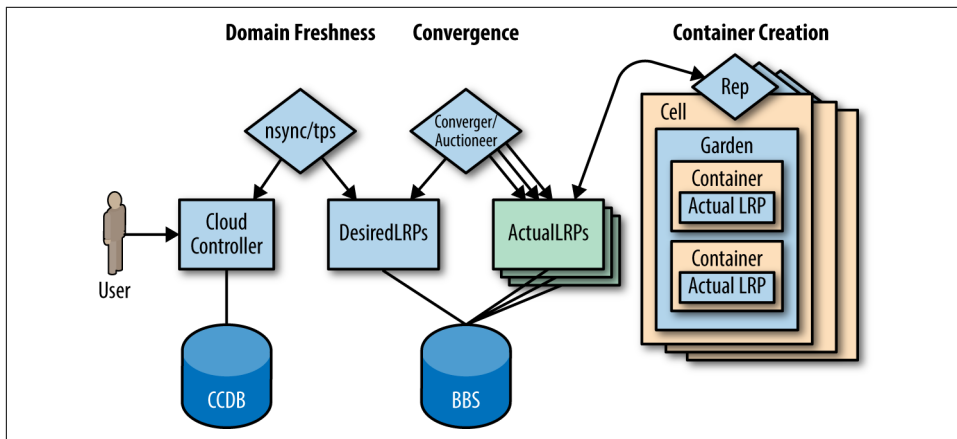 Domain Freshness
Convergence
Container Creation
nsync/tps
Converger/
Auctioneer
Rep
Cell
Garden
Container
Actual LRP
Container
Actual LRP
User
Cloud
Controller
DesiredLRPs
ActualLRPs
CCDB
BBS